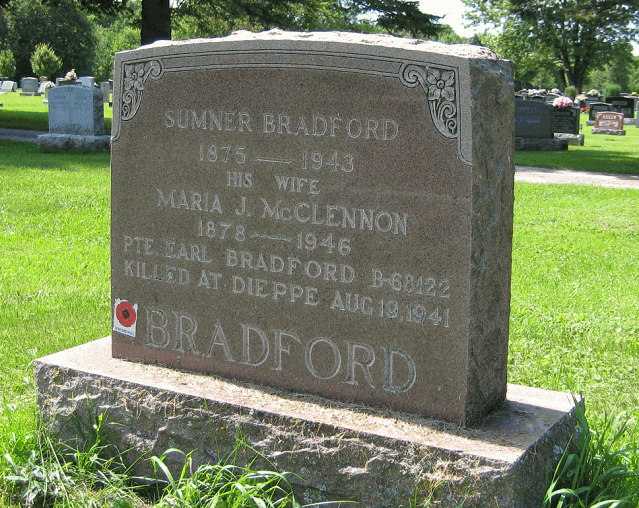 SUMNER BRADFORD
1875 — 1943
HIS WIFE
MARIA J. McCLENNON
1878 — 1946
PTE. EARL BRADFORD B-68422
KILLED AT DIEPPE AUG 19, 1941
BRADFORD